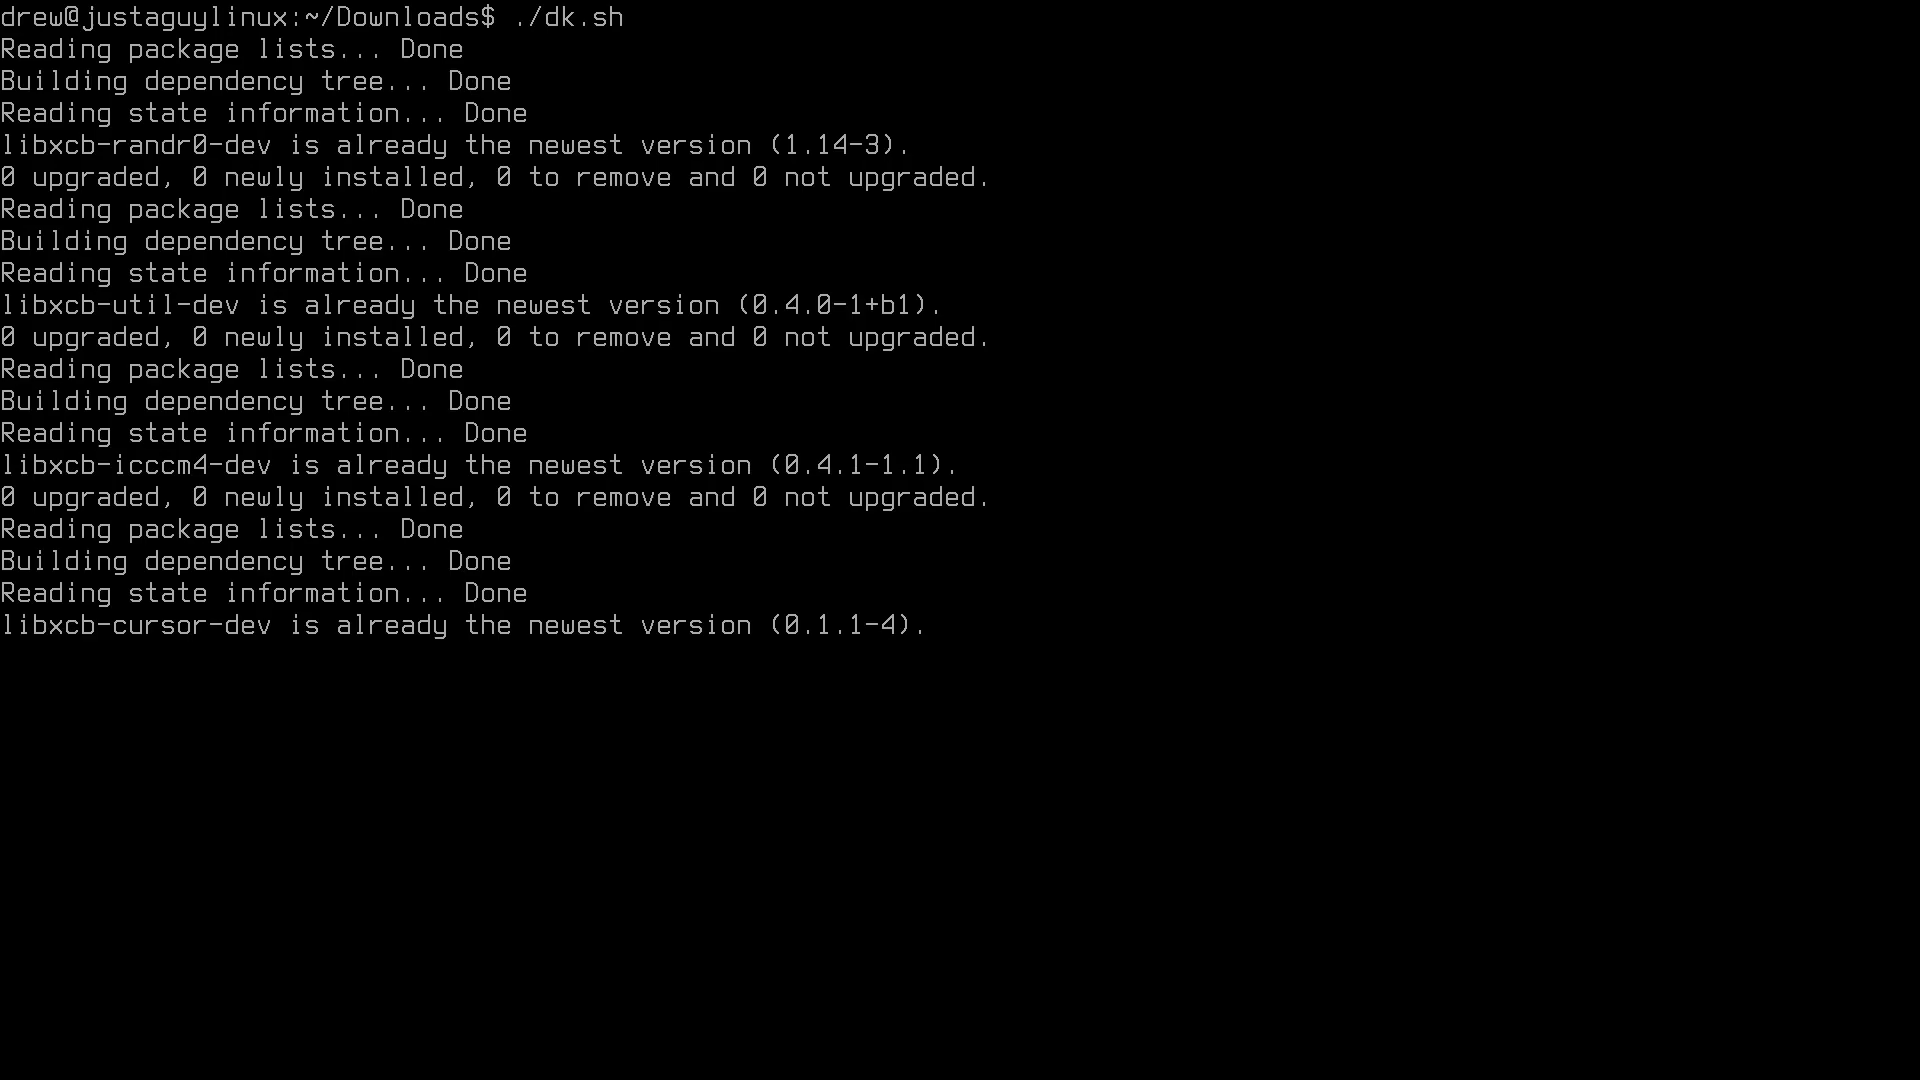 drew@justaguylinux:~/Downloads$ ./dk.sh
Reading package lists... Done
Building dependency tree... Done
Reading state information... Done
libxcb-randr0-dev is already the newest version (1.14-3).
0 upgraded, 0 newly installed, 0 to remove and 0 not upgraded.
Reading package lists... Done
Building dependency tree... Done
Reading state information... Done
libxcb-util-dev is already the newest version (0.4.0-1+b1).
0 upgraded, 0 newly installed, 0 to remove and 0 not upgraded.
Reading package lists... Done
Building dependency tree... Done
Reading state information... Done
libxcb-icccm4-dev is already the newest version (0.4.1-1.1).
0 upgraded, 0 newly installed, 0 to remove and 0 not upgraded.
Reading package lists... Done
Building dependency tree... Done
Reading state information... Done
libxcb-cursor-dev is already the newest version (0.1.1-4).